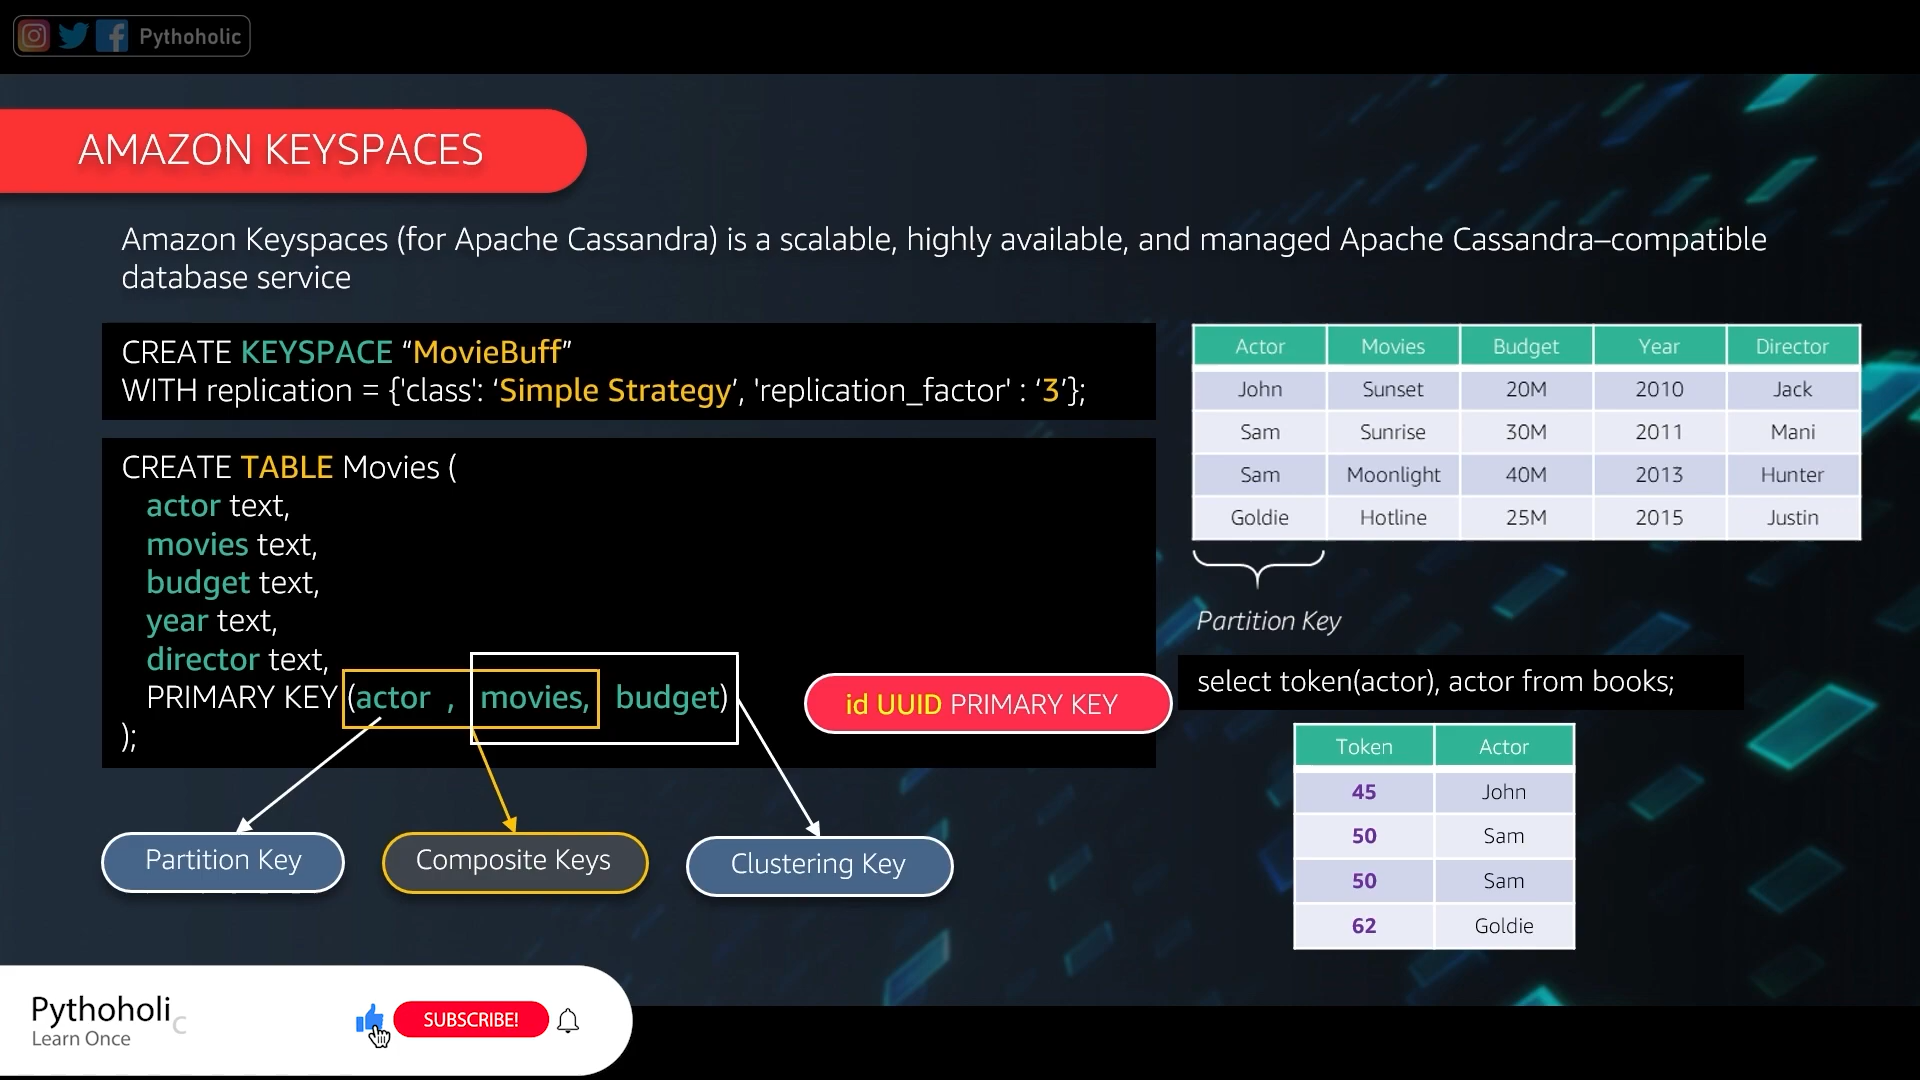 Pythoholic
AMAZON KEYSPACES
Amazon Keyspaces (for Apache Cassandra) is a scalable, highly available, and managed Apache Cassandra–compatible
database service
CREATE KEYSPACE “MovieBuff”
WITH replication = {'class': ‘Simple Strategy’, 'replication_factor' : ‘3’};
CREATE TABLE Movies (
actor text,
movies text,
budget text,
year text,
director text,
PRIMARY KEY (actor , movies, budget)
);
id UUID PRIMARY KEY
Partition Key
Composite Keys
Clustering Key
Actor Movies Budget Year Director
John Sunset 20M 2010 Jack
Sam Sunrise 30M 2011 Mani
Sam Moonlight 40M 2013 Hunter
Goldie Hotline 25M 2015 Justin
Partition Key
select token(actor), actor from books;
Token Actor
45 John
50 Sam
50 Sam
62 Goldie
Pythoholic
Learn Once
SUBSCRIBE!